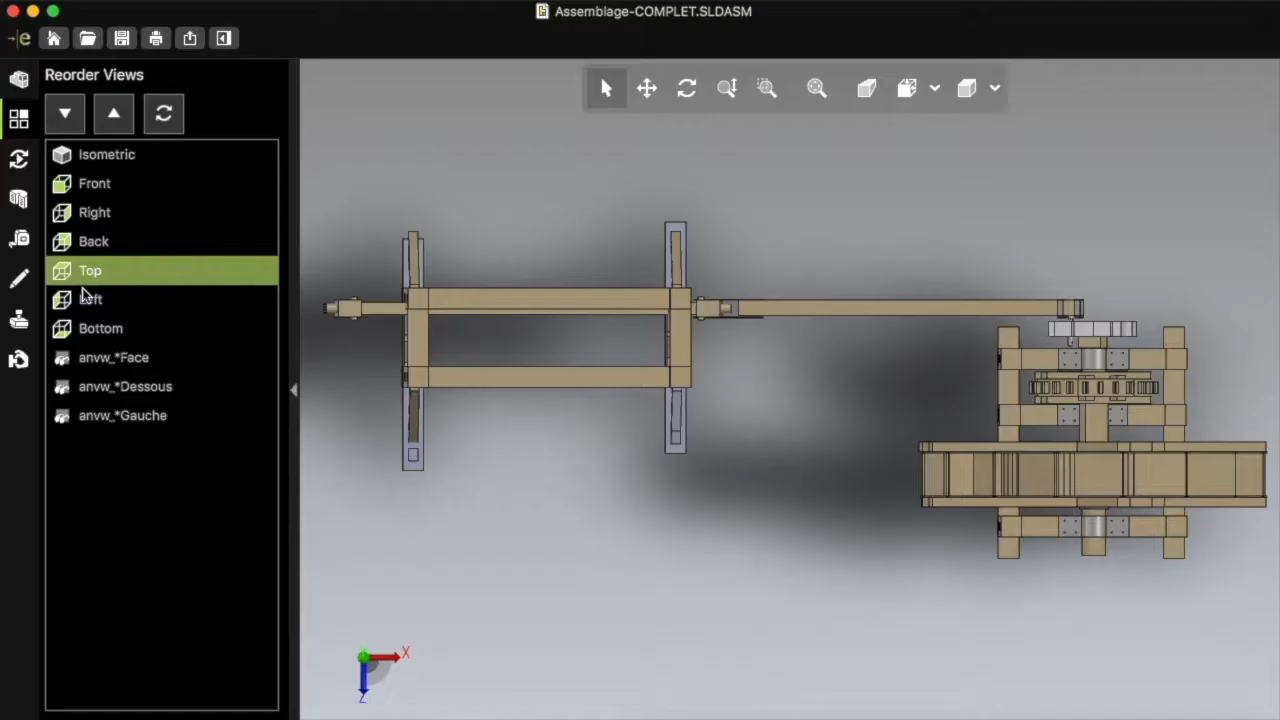 Assemblage-COMPLET.SLDASM
e
Reorder Views
Isometric
Front
Right
Back
Top
Left
Bottom
anvw_*Face
anvw_*Dessous
anvw_*Gauche
X
Z